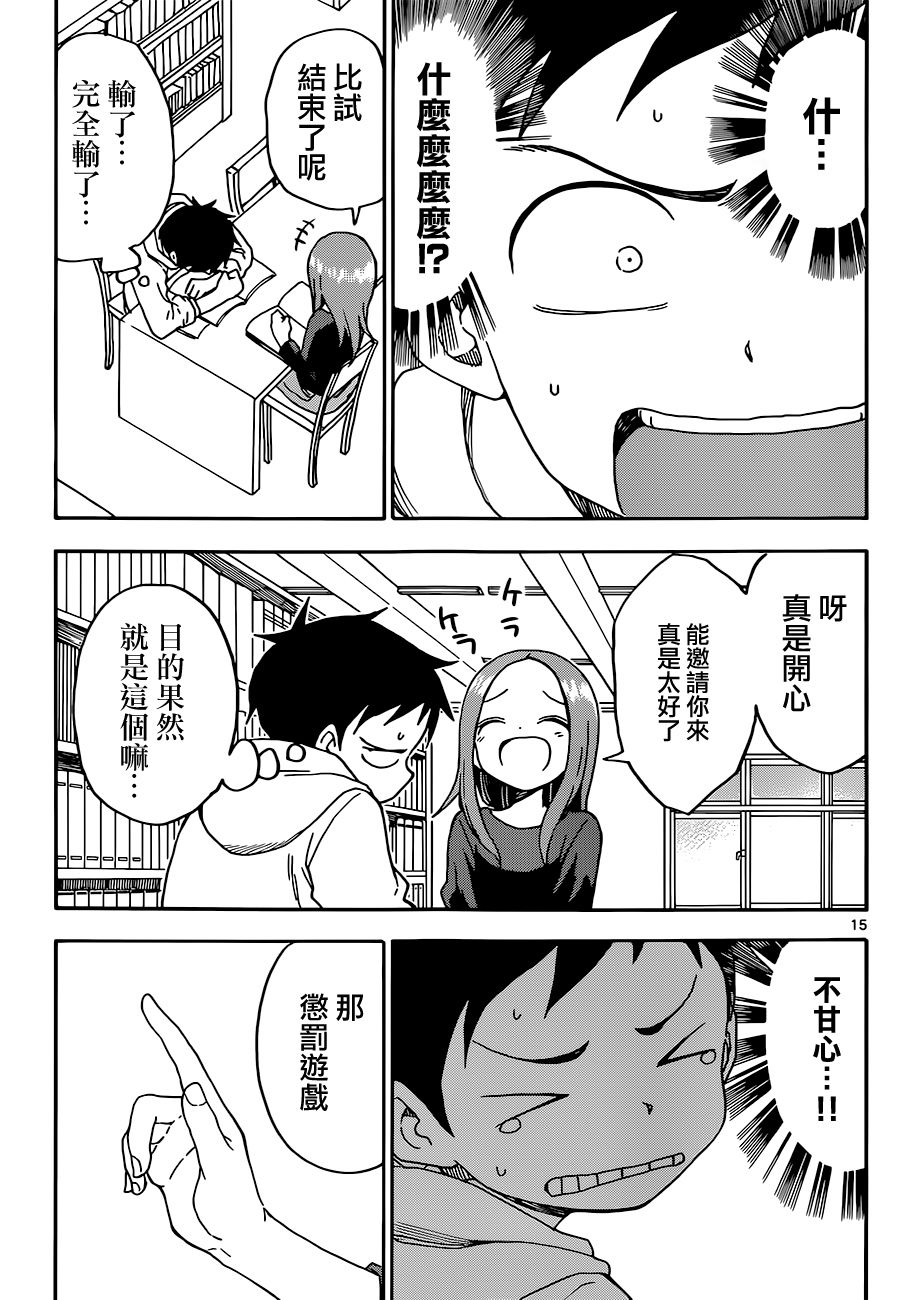 什…
什麼麼麼麼!?
比試
結束了呢
輸了…
完全輸了…
呀
真是開心
能邀請你來
真是太好了
ケラ
ケラ
目的果然
就是這個嘛…
15
不甘心…!!
那
懲罰遊戲